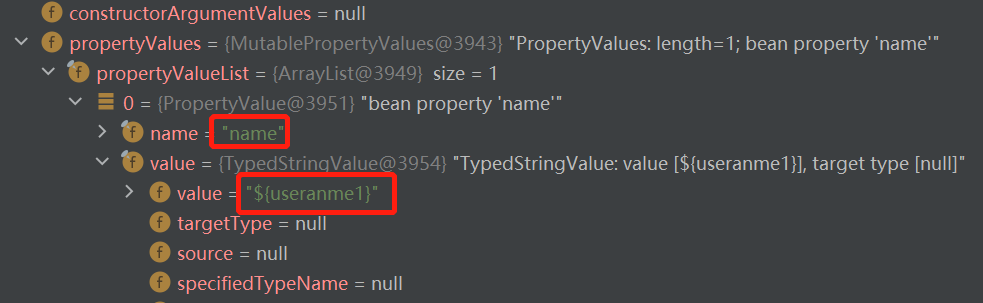 f constructorArgumentValues = null
f propertyValues = {MutablePropertyValues@3943} "PropertyValues: length=1; bean property 'name'"
f propertyValueList = {ArrayList@3949} size = 1
0 = {PropertyValue@3951} "bean property 'name'"
f name = "name"
f value = {TypedStringValue@3954} "TypedStringValue: value [${useranme1}], target type [null]"
f value = "${useranme1}"
f targetType = null
f source = null
f specifiedTypeName = null